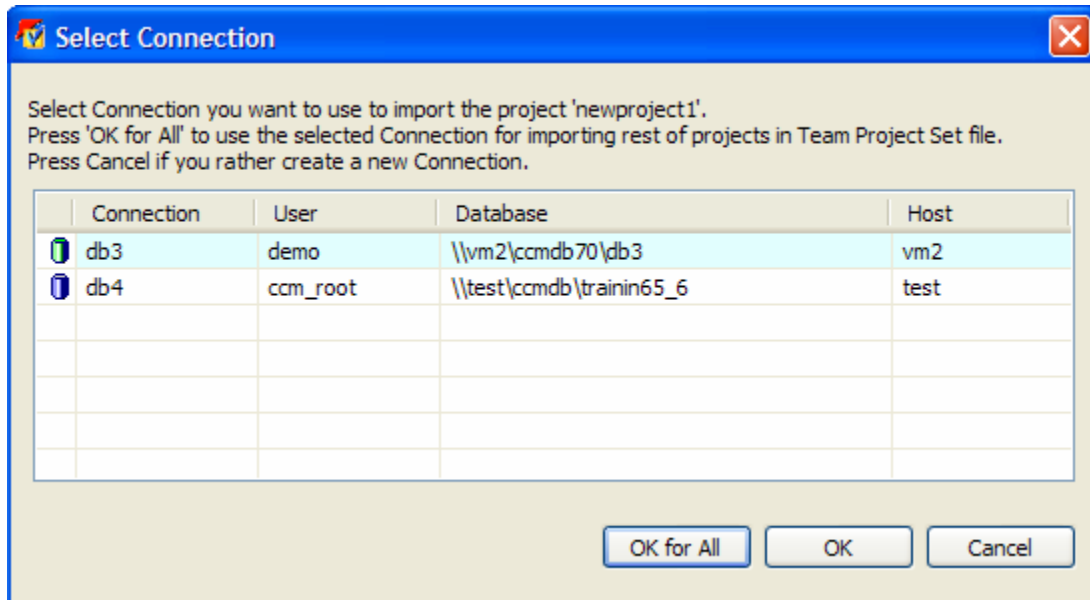 Select Connection
Select Connection you want to use to import the project 'newproject1'.
Press 'OK for All' to use the selected Connection for importing rest of projects in Team Project Set file.
Press Cancel if you rather create a new Connection.
Connection User Database Host
db3 demo \\vm2\ccmdb70\db3 vm2
db4 ccm_root \\test\ccmdb\trainin65_6 test
OK for All OK Cancel